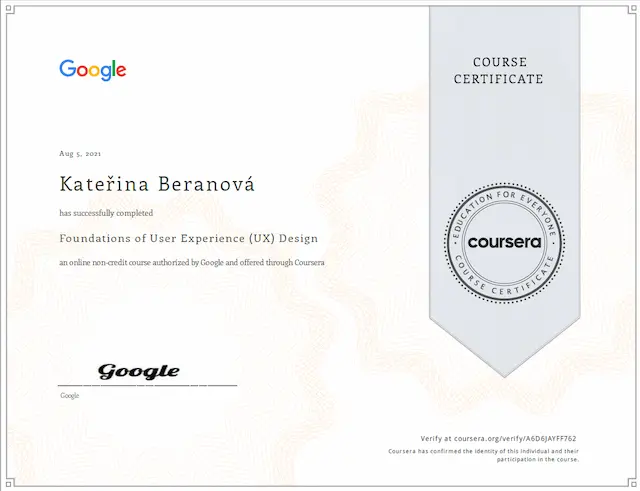 Google
COURSE
CERTIFICATE
Aug 5, 2021
Kateřina Beranová
has successfully completed
Foundations of User Experience (UX) Design
an online non-credit course authorized by Google and offered through Coursera
EDUCATION FOR EVERYONE
coursera
COURSE CERTIFICATE
Google
Google
Verify at coursera.org/verify/A6D6JAYFF762
Coursera has confirmed the identity of this individual and their
participation in the course.